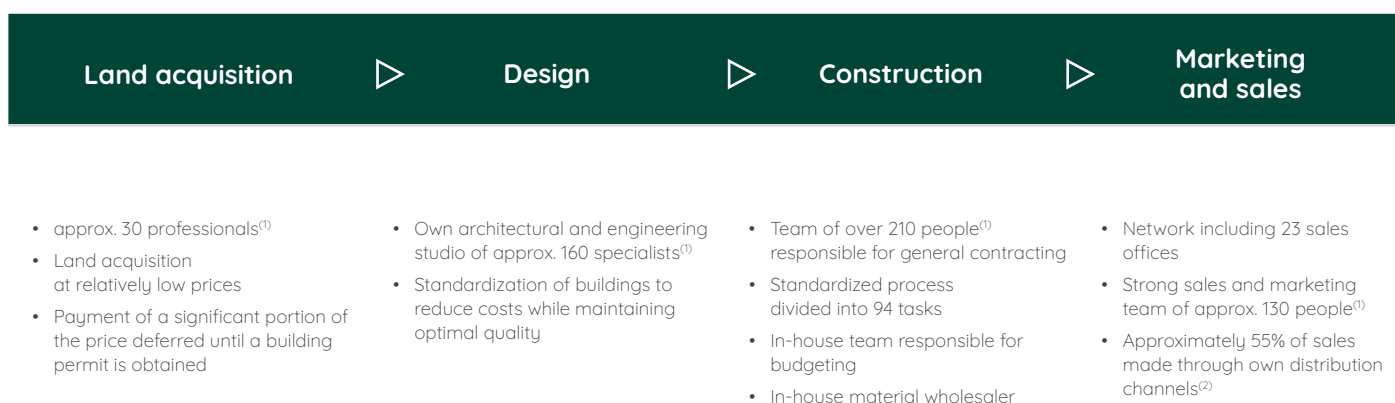 Land acquisition
Design
Construction
Marketing
and sales
• approx. 30 professionals(1)
• Land acquisition
at relatively low prices
• Payment of a significant portion of
the price deferred until a building
permit is obtained
• Own architectural and engineering
studio of approx. 160 specialists(1)
• Standardization of buildings to
reduce costs while maintaining
optimal quality
• Team of over 210 people(1)
responsible for general contracting
• Standardized process
divided into 94 tasks
• In-house team responsible for
budgeting
• In-house material wholesaler
• Network including 23 sales
offices
• Strong sales and marketing
team of approx. 130 people(1)
• Approximately 55% of sales
made through own distribution
channels(2)